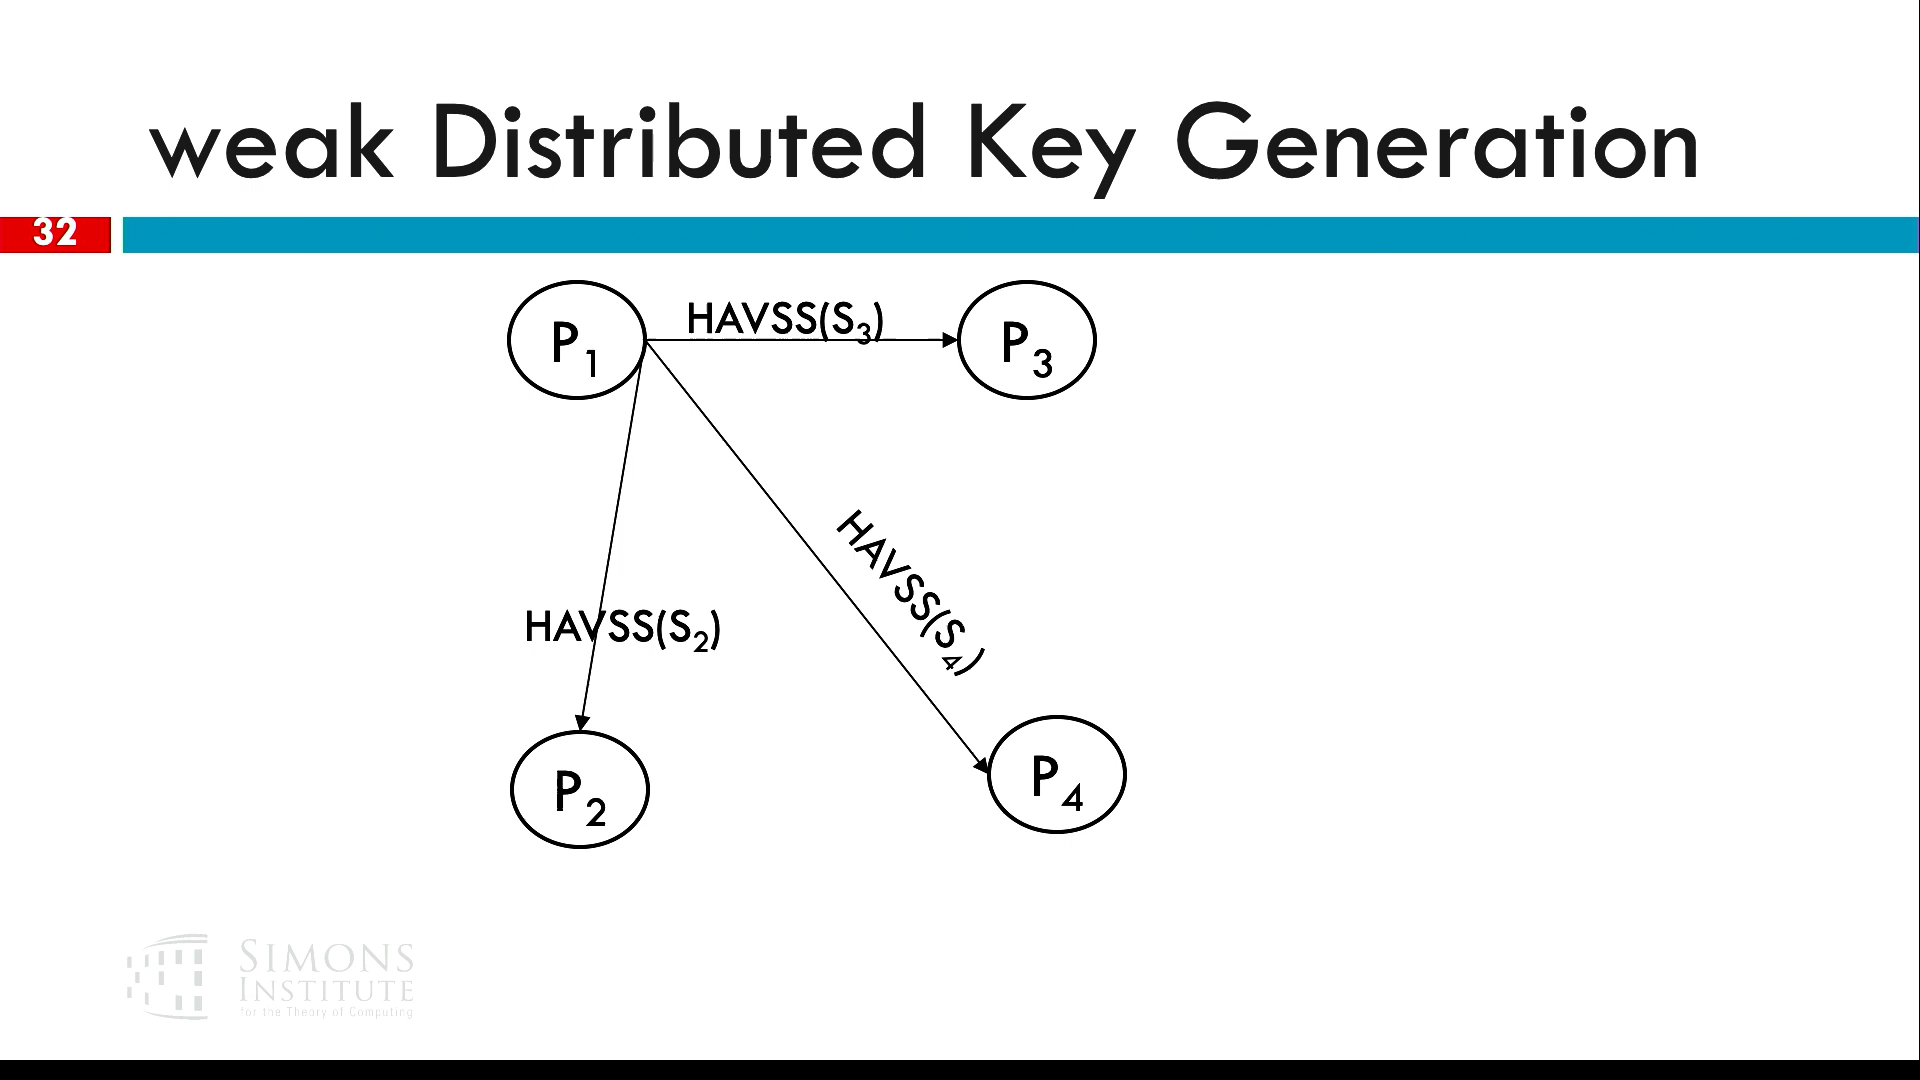 weak Distributed Key Generation
32
P₁
HAVSS(S₃)
P₃
HAVSS(S₄)
HAVSS(S₂)
P₂
P₄
SIMONS
INSTITUTE
for the Theory of Computing